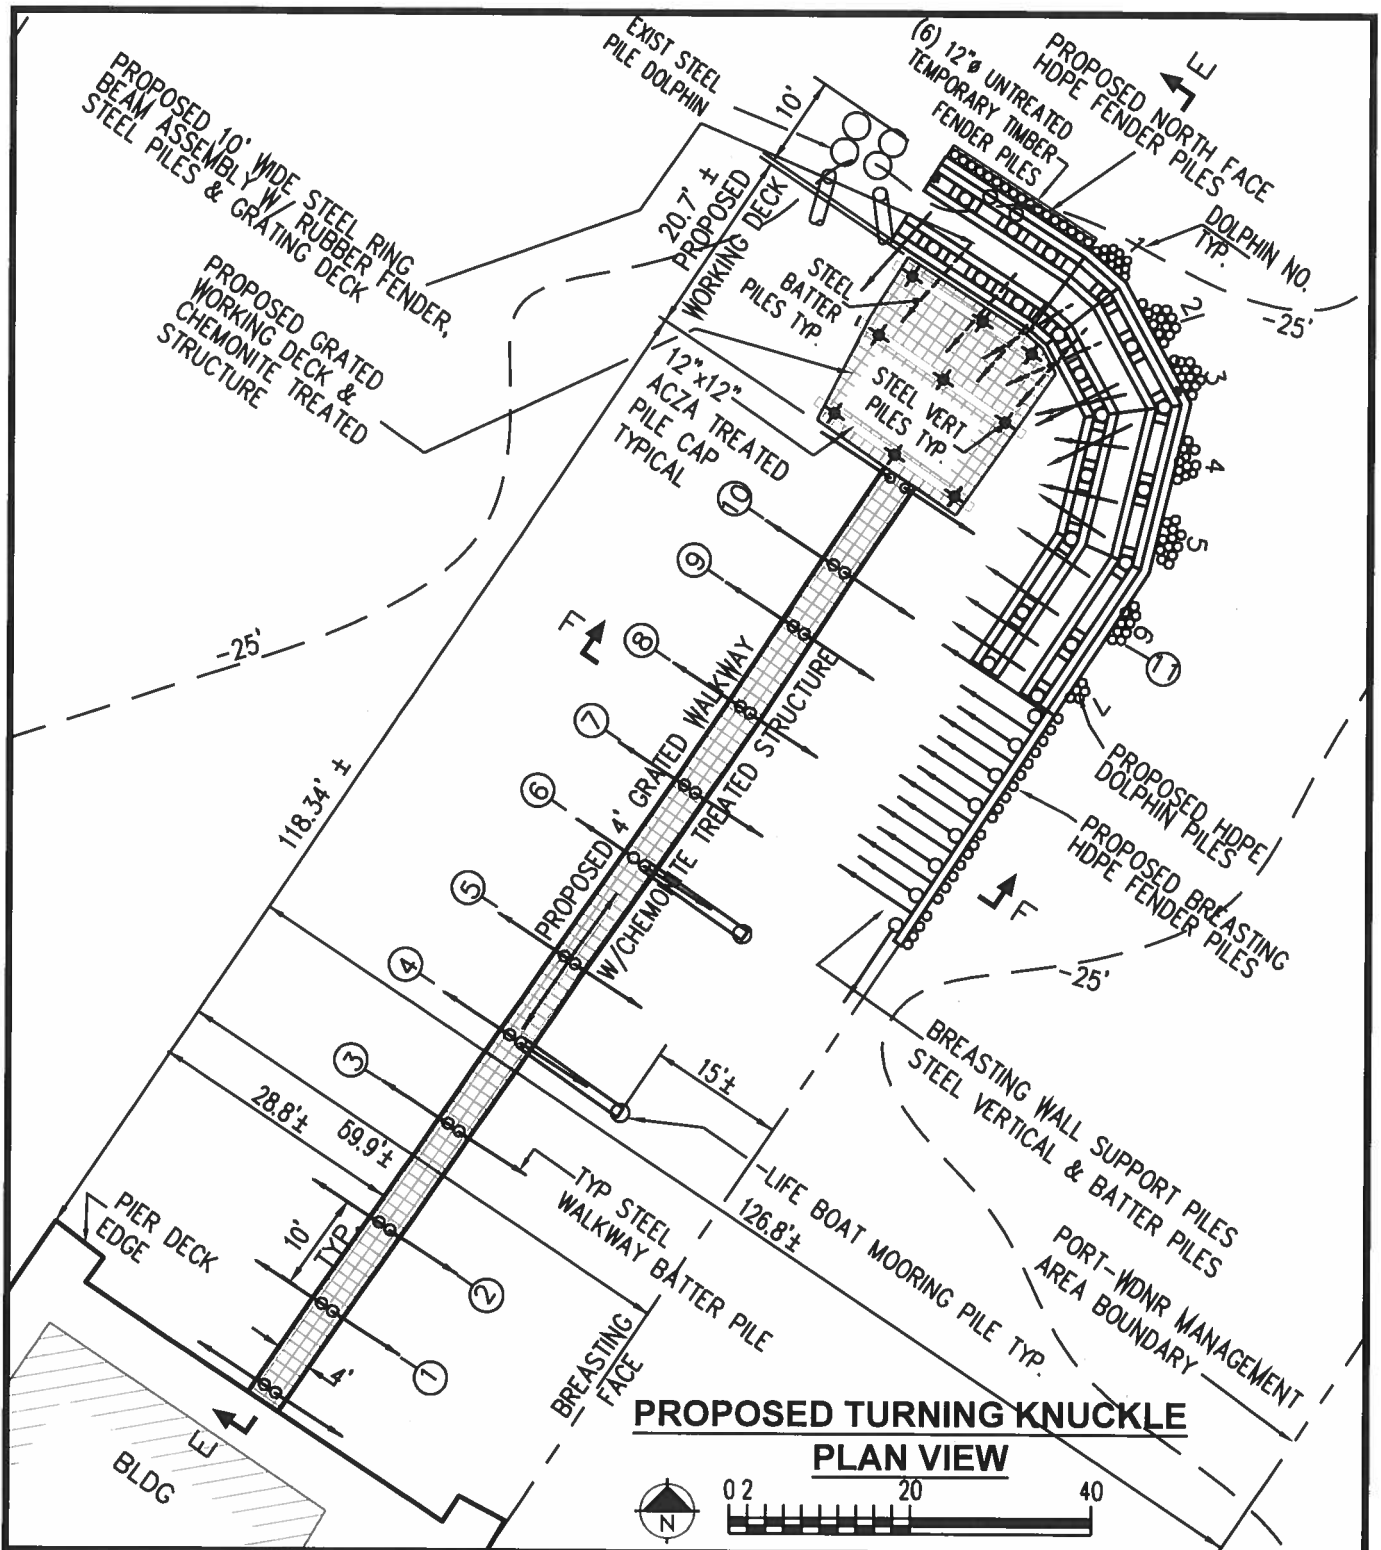 PROPOSED 10' WIDE STEEL RING
BEAM ASSEMBLY W/ RUBBER FENDER,
STEEL PILES & GRATING DECK
PROPOSED GRATED
WORKING DECK &
CHEMONITE TREATED
STRUCTURE
EXIST STEEL
PILE DOLPHIN
10'
20.7' ±
PROPOSED
WORKING DECK
(6) 12"ø UNTREATED
TEMPORARY TIMBER
FENDER PILES
PROPOSED NORTH FACE
HDPE FENDER PILES
E
DOLPHIN NO.
TYP.
-25'
1
2
3
4
5
6
7
11
STEEL
BATTER
PILES TYP.
STEEL VERT
PILES TYP.
12"x12"
ACZA TREATED
PILE CAP
TYPICAL
10
9
8
7
6
5
4
3
2
1
F
-25'
118.34' ±
PROPOSED 4' GRATED WALKWAY
W/CHEMONITE TREATED STRUCTURE
PROPOSED HDPE
DOLPHIN PILES
PROPOSED BREASTING
HDPE FENDER PILES
F
-25'
BREASTING WALL SUPPORT PILES
STEEL VERTICAL & BATTER PILES
PORT-WDNR MANAGEMENT
AREA BOUNDARY
15'±
28.8'±
59.9'±
126.8'±
LIFE BOAT MOORING PILE TYP.
TYP STEEL
WALKWAY BATTER PILE
10'
TYP.
4'
PIER DECK
EDGE
BREASTING
FACE
E
BLDG
PROPOSED TURNING KNUCKLE
PLAN VIEW
N
0 2 20 40